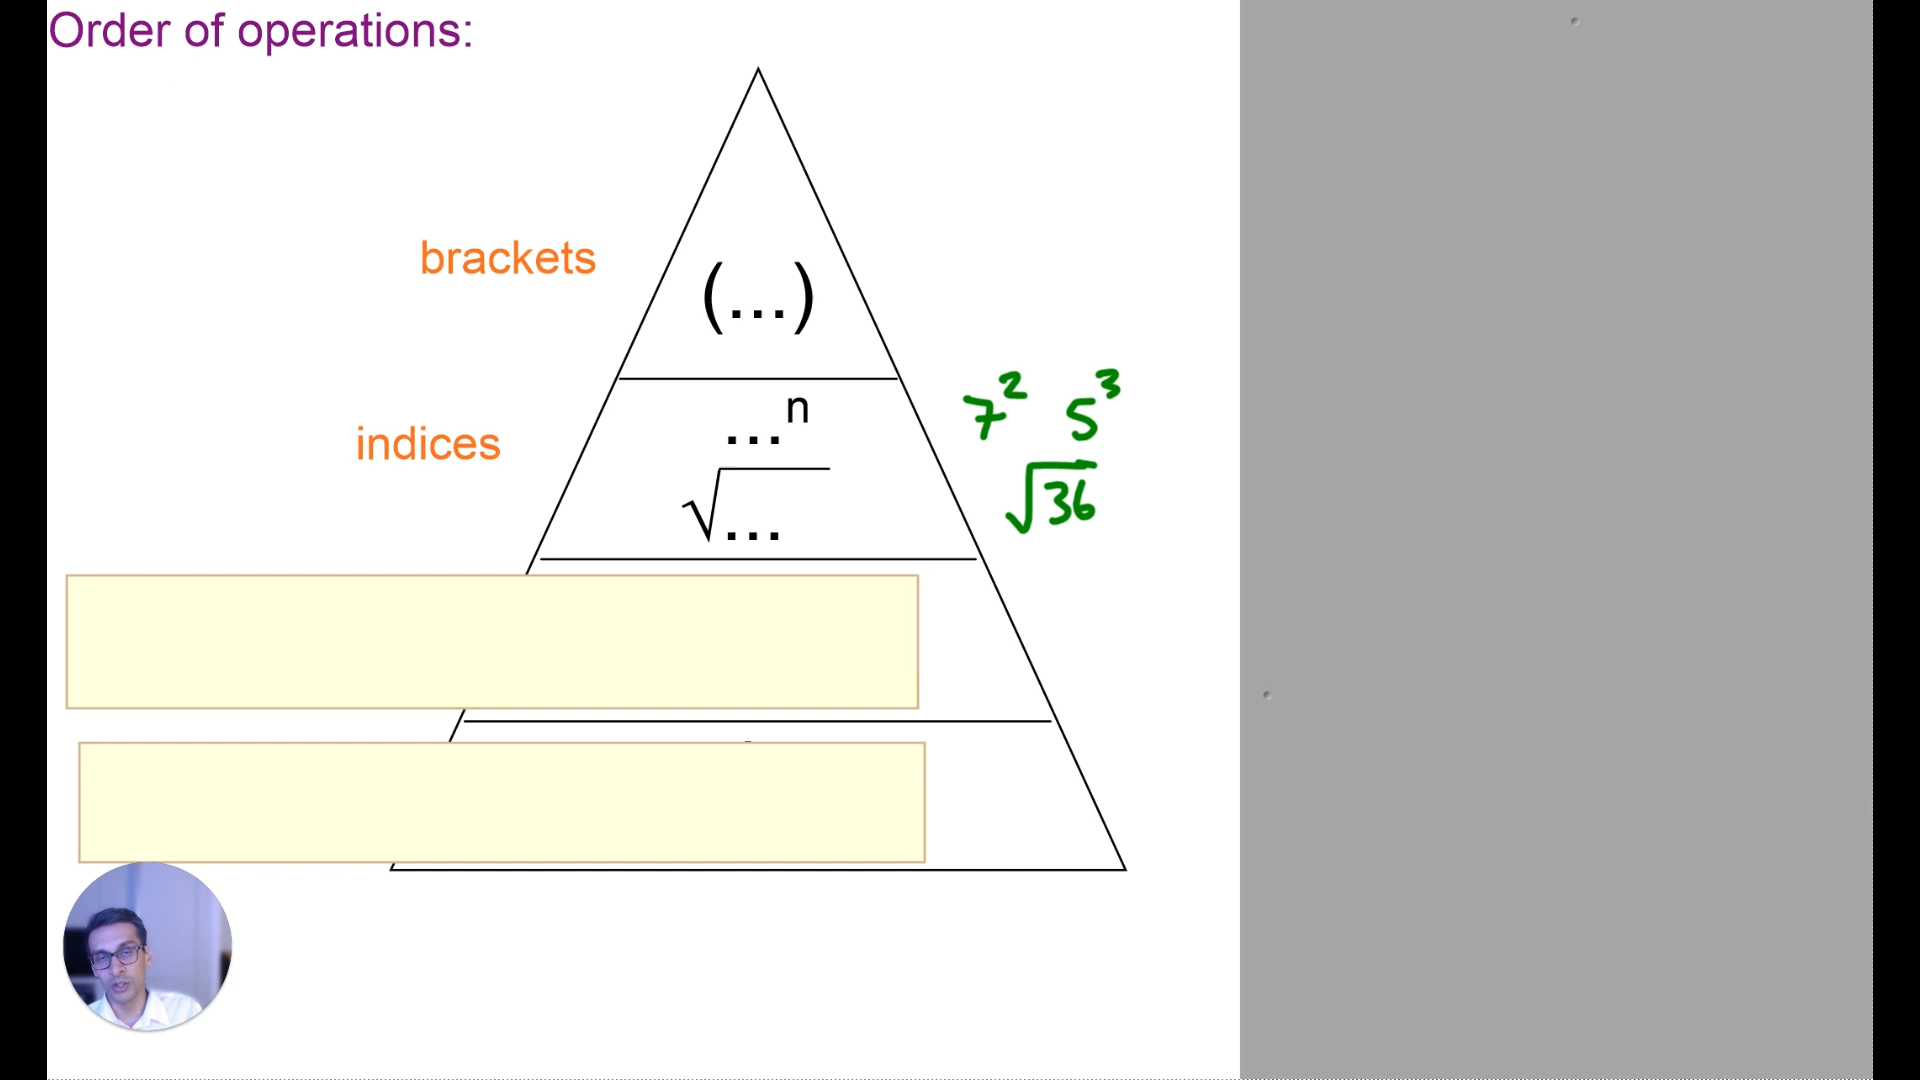 Order of operations:
brackets
(...)
indices
...ⁿ
√...
7² 5³
√36